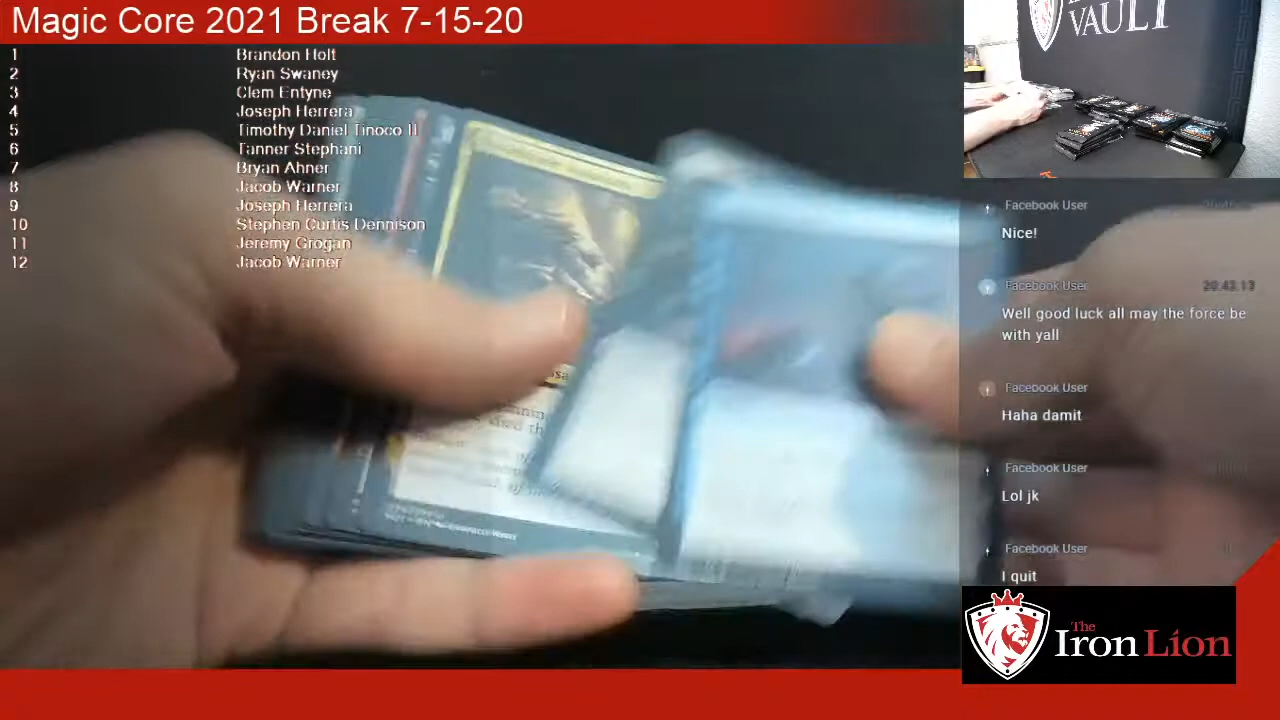 Magic Core 2021 Break 7-15-20
1 Brandon Holt
2 Ryan Swaney
3 Clem Entyne
4 Joseph Herrera
5 Timothy Daniel Tinoco II
6 Tanner Stephani
7 Bryan Ahner
8 Jacob Warner
9 Joseph Herrera
10 Stephen Curtis Dennison
11 Jeremy Grogan
12 Jacob Warner
VAULT
Facebook User
Nice!
Facebook User 20:43:13
Well good luck all may the force be
with yall
Facebook User
Haha damit
Facebook User
Lol jk
Facebook User
I quit
The
Iron Lion